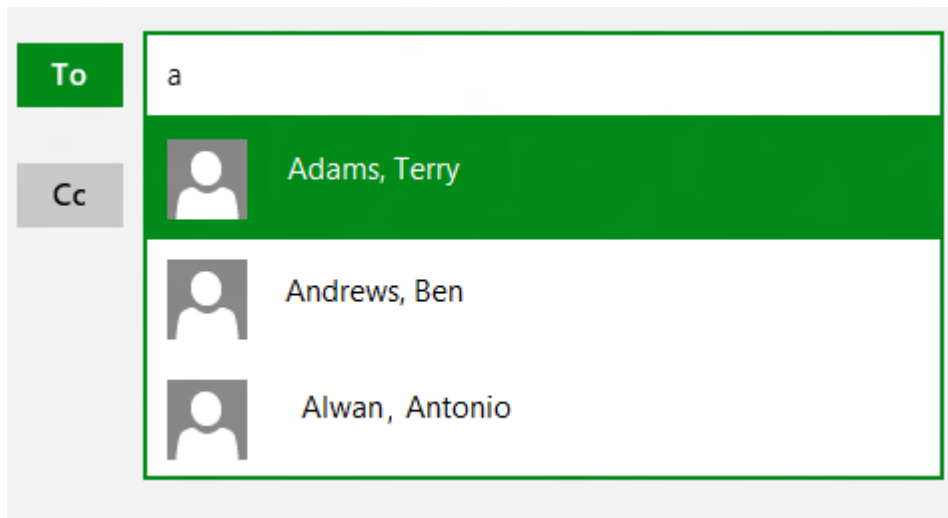 To
a
Adams, Terry
Cc
Andrews, Ben
Alwan, Antonio